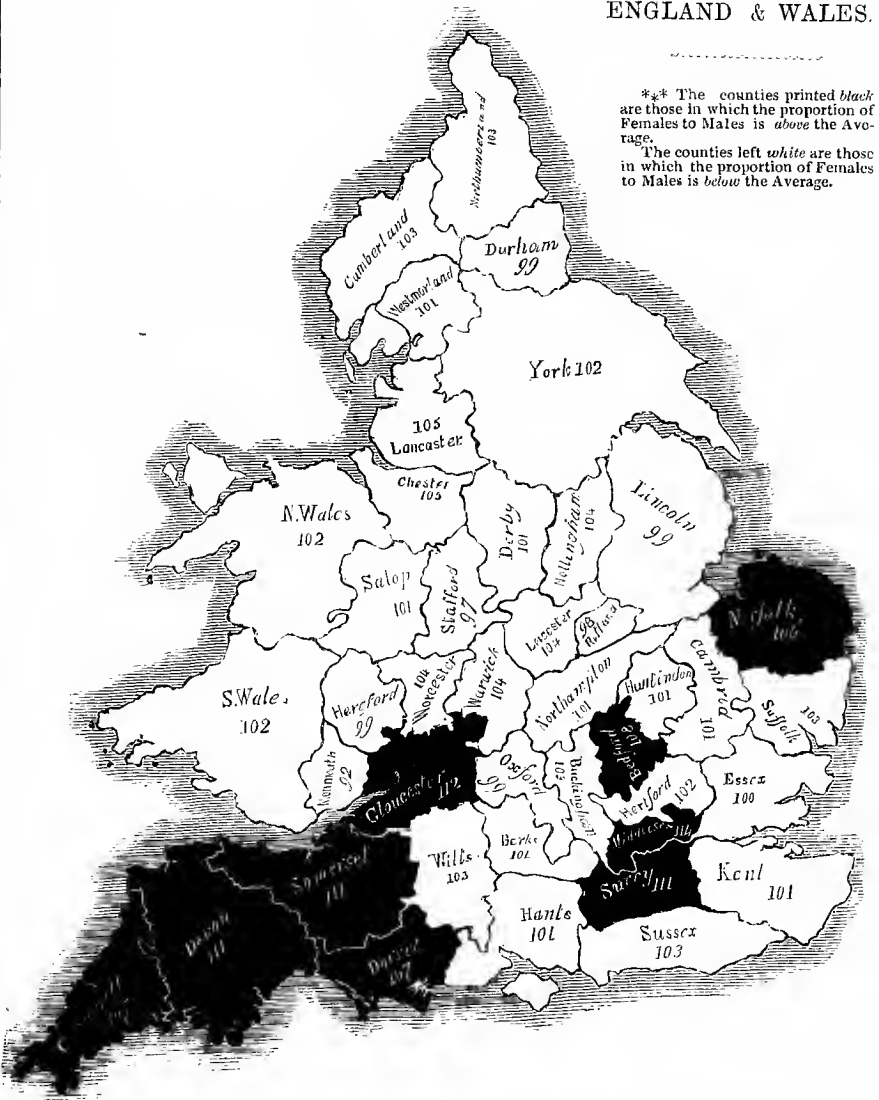 ENGLAND & WALES.
*⁎* The counties printed black
are those in which the proportion of
Females to Males is above the Ave-
rage.
The counties left white are those
in which the proportion of Females
to Males is below the Average.
Northumberland
103
Cumberland
103
Durham
99
Westmorland
101
York 102
105
Lancaster
Chester
105
N.Wales
102
Derby
101
Nottingham
104
Lincoln
99
Salop
101
Stafford
97
Norfolk
Leicester
104
98
Rutland
S.Wales
102
Hereford
99
104
Worcester
Warwick
104
Northampton
101
Huntindon
101
Cambrid
101
Suffolk
103
Monmouth
92
Gloucester 112
Oxford
99
Buckingham
Bedford
Hertford
102
Essex
100
Middlesex 114
Somerset
111
Wilts
103
Berks
101
Surry 111
Kent
101
Devon
111
Dorset
107
Hants
101
Sussex
103